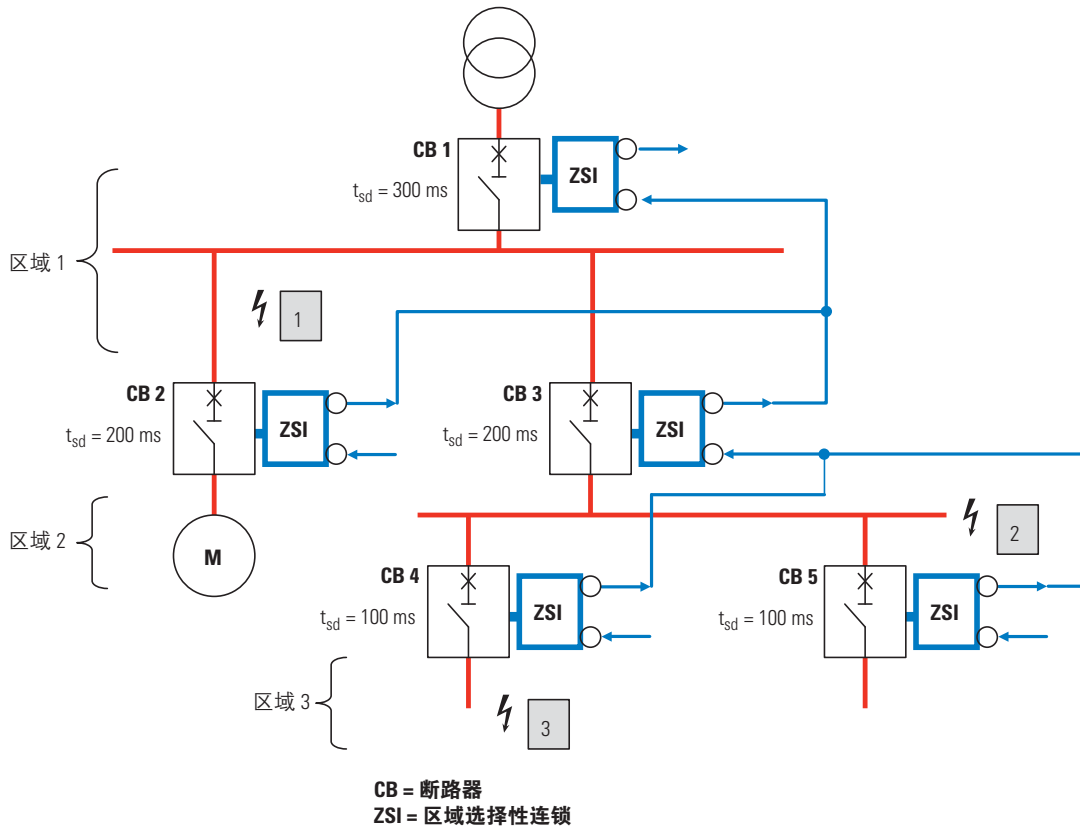 CB 1
ZSI
t_sd = 300 ms
区域 1
1
CB 2
ZSI
t_sd = 200 ms
CB 3
ZSI
t_sd = 200 ms
区域 2
M
2
CB 4
ZSI
t_sd = 100 ms
CB 5
ZSI
t_sd = 100 ms
区域 3
3
CB = 断路器
ZSI = 区域选择性连锁